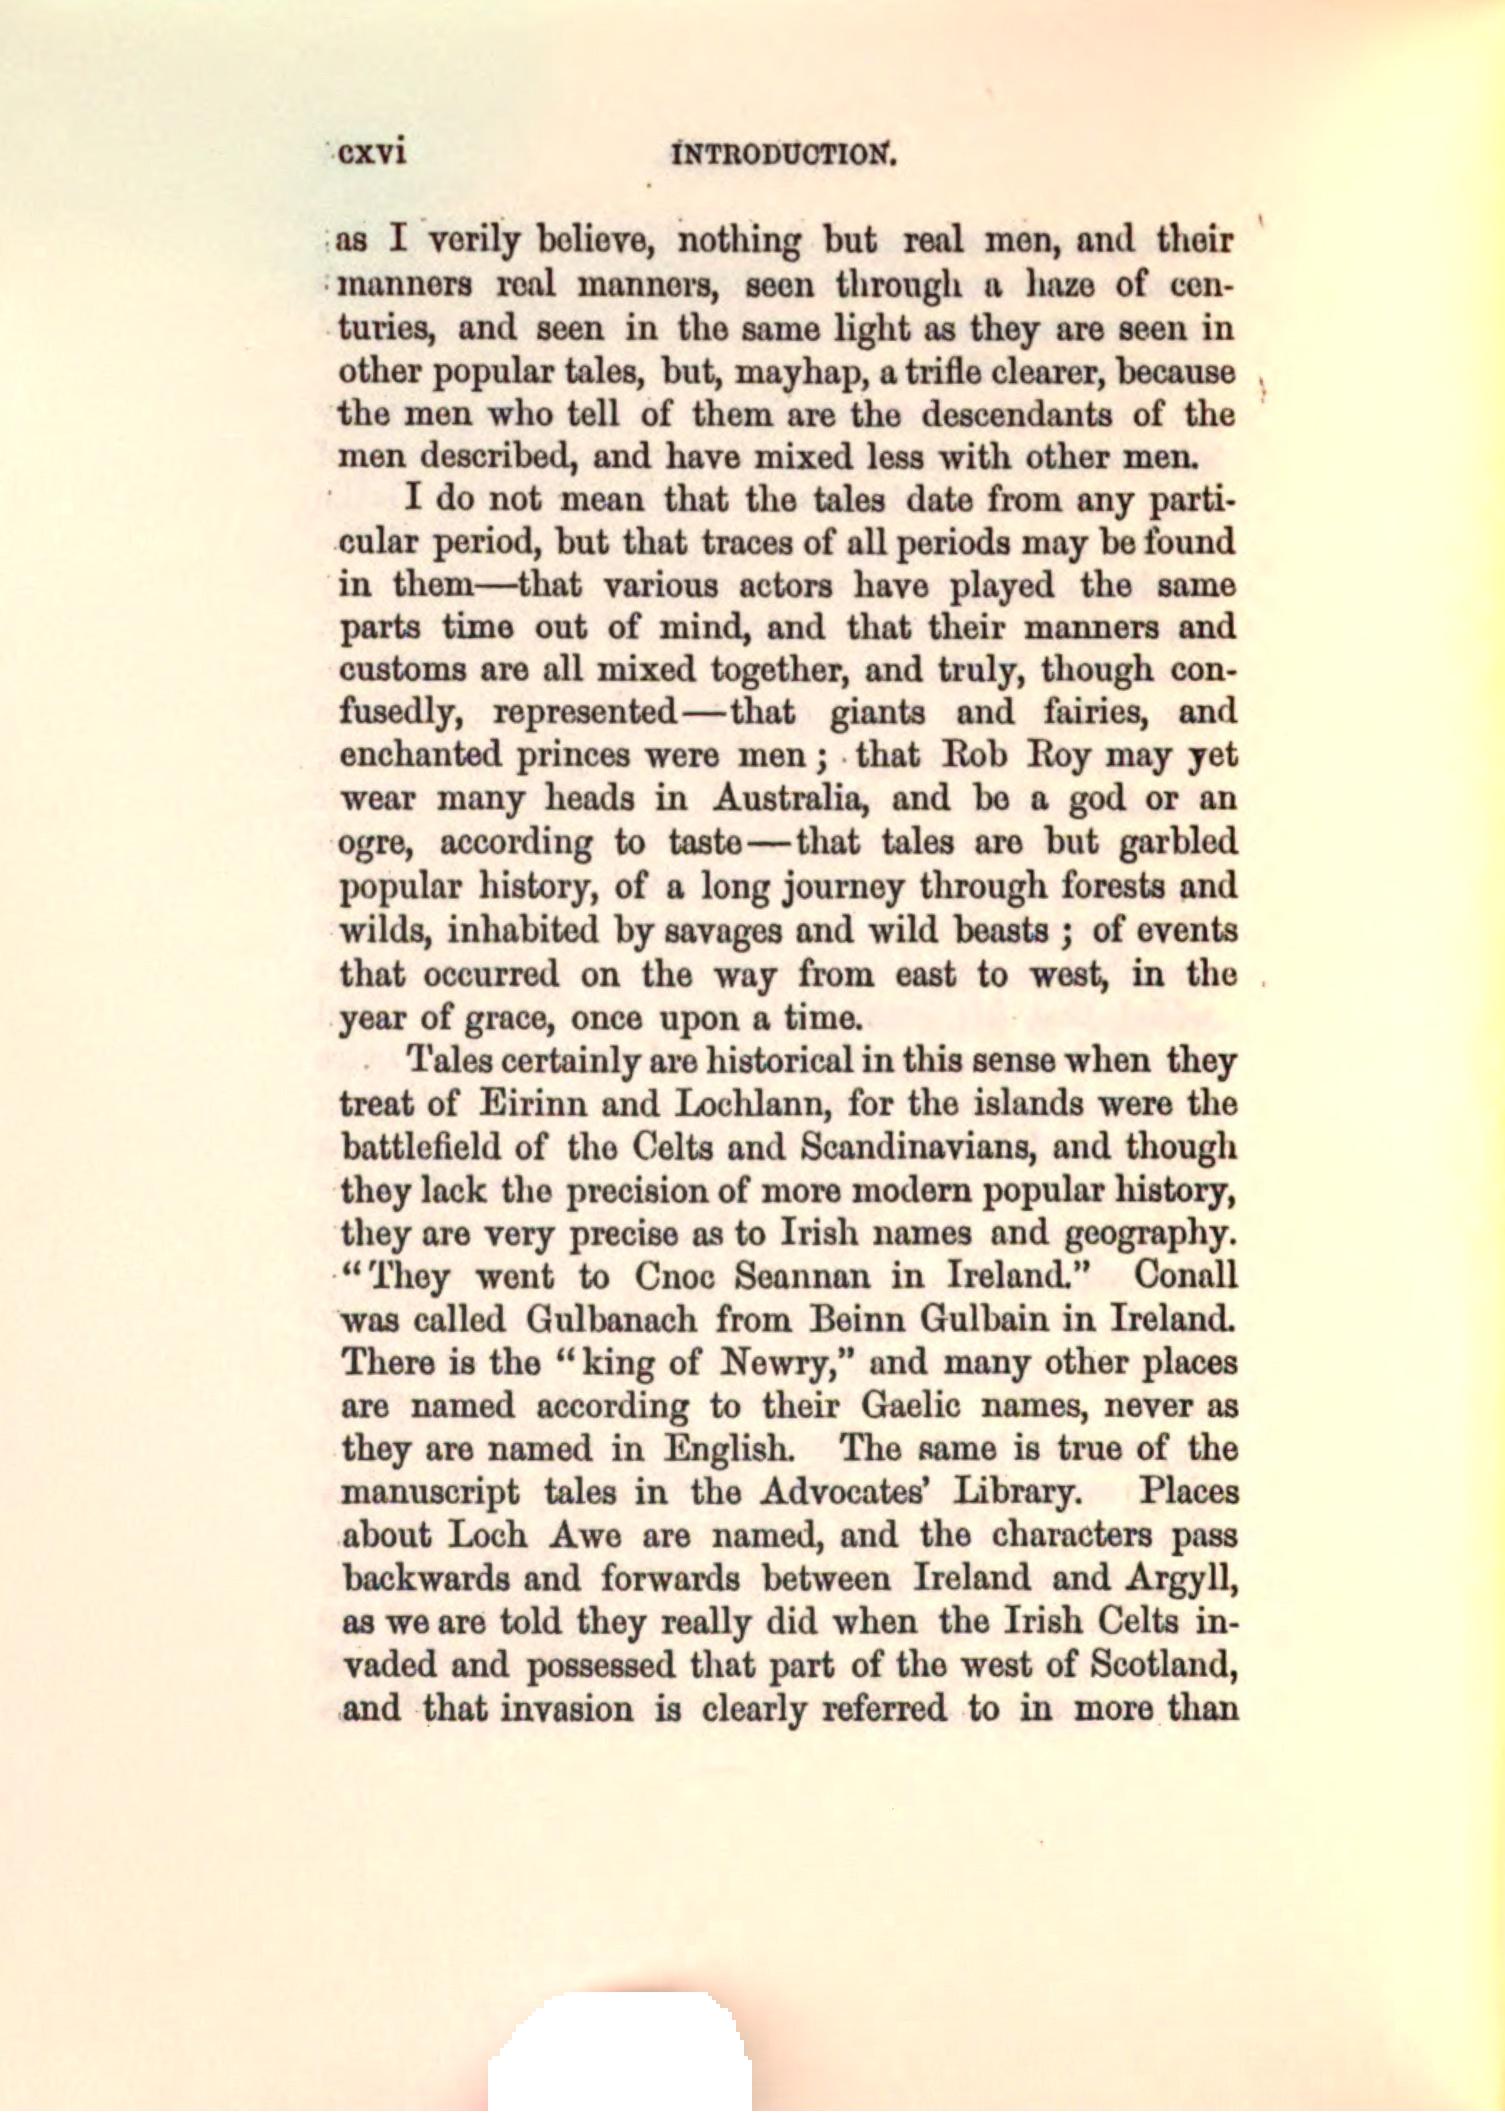 cxvi INTRODUCTION.
as I verily believe, nothing but real men, and their
manners real manners, seen through a haze of cen-
turies, and seen in the same light as they are seen in
other popular tales, but, mayhap, a trifle clearer, because
the men who tell of them are the descendants of the
men described, and have mixed less with other men.
I do not mean that the tales date from any parti-
cular period, but that traces of all periods may be found
in them—that various actors have played the same
parts time out of mind, and that their manners and
customs are all mixed together, and truly, though con-
fusedly, represented—that giants and fairies, and
enchanted princes were men ; that Rob Roy may yet
wear many heads in Australia, and be a god or an
ogre, according to taste—that tales are but garbled
popular history, of a long journey through forests and
wilds, inhabited by savages and wild beasts ; of events
that occurred on the way from east to west, in the
year of grace, once upon a time.
Tales certainly are historical in this sense when they
treat of Eirinn and Lochlann, for the islands were the
battlefield of the Celts and Scandinavians, and though
they lack the precision of more modern popular history,
they are very precise as to Irish names and geography.
“They went to Cnoc Seannan in Ireland.” Conall
was called Gulbanach from Beinn Gulbain in Ireland.
There is the “king of Newry,” and many other places
are named according to their Gaelic names, never as
they are named in English. The same is true of the
manuscript tales in the Advocates’ Library. Places
about Loch Awe are named, and the characters pass
backwards and forwards between Ireland and Argyll,
as we are told they really did when the Irish Celts in-
vaded and possessed that part of the west of Scotland,
and that invasion is clearly referred to in more than